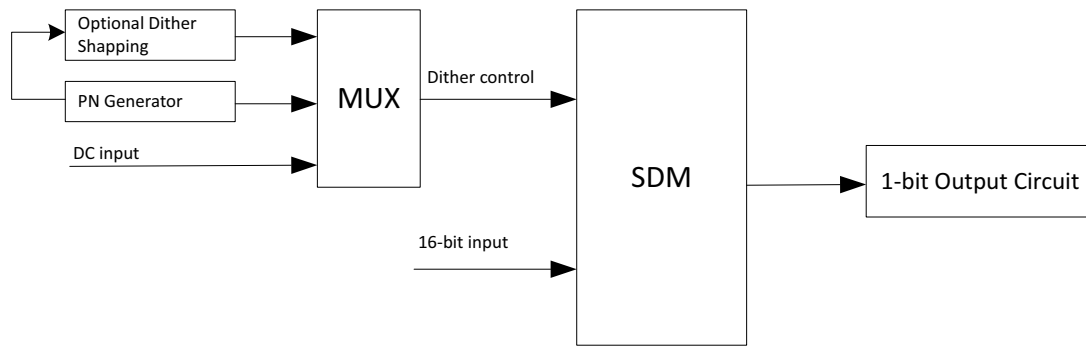 Optional Dither
Shapping
PN Generator
DC input
MUX
Dither control
16-bit input
SDM
1-bit Output Circuit